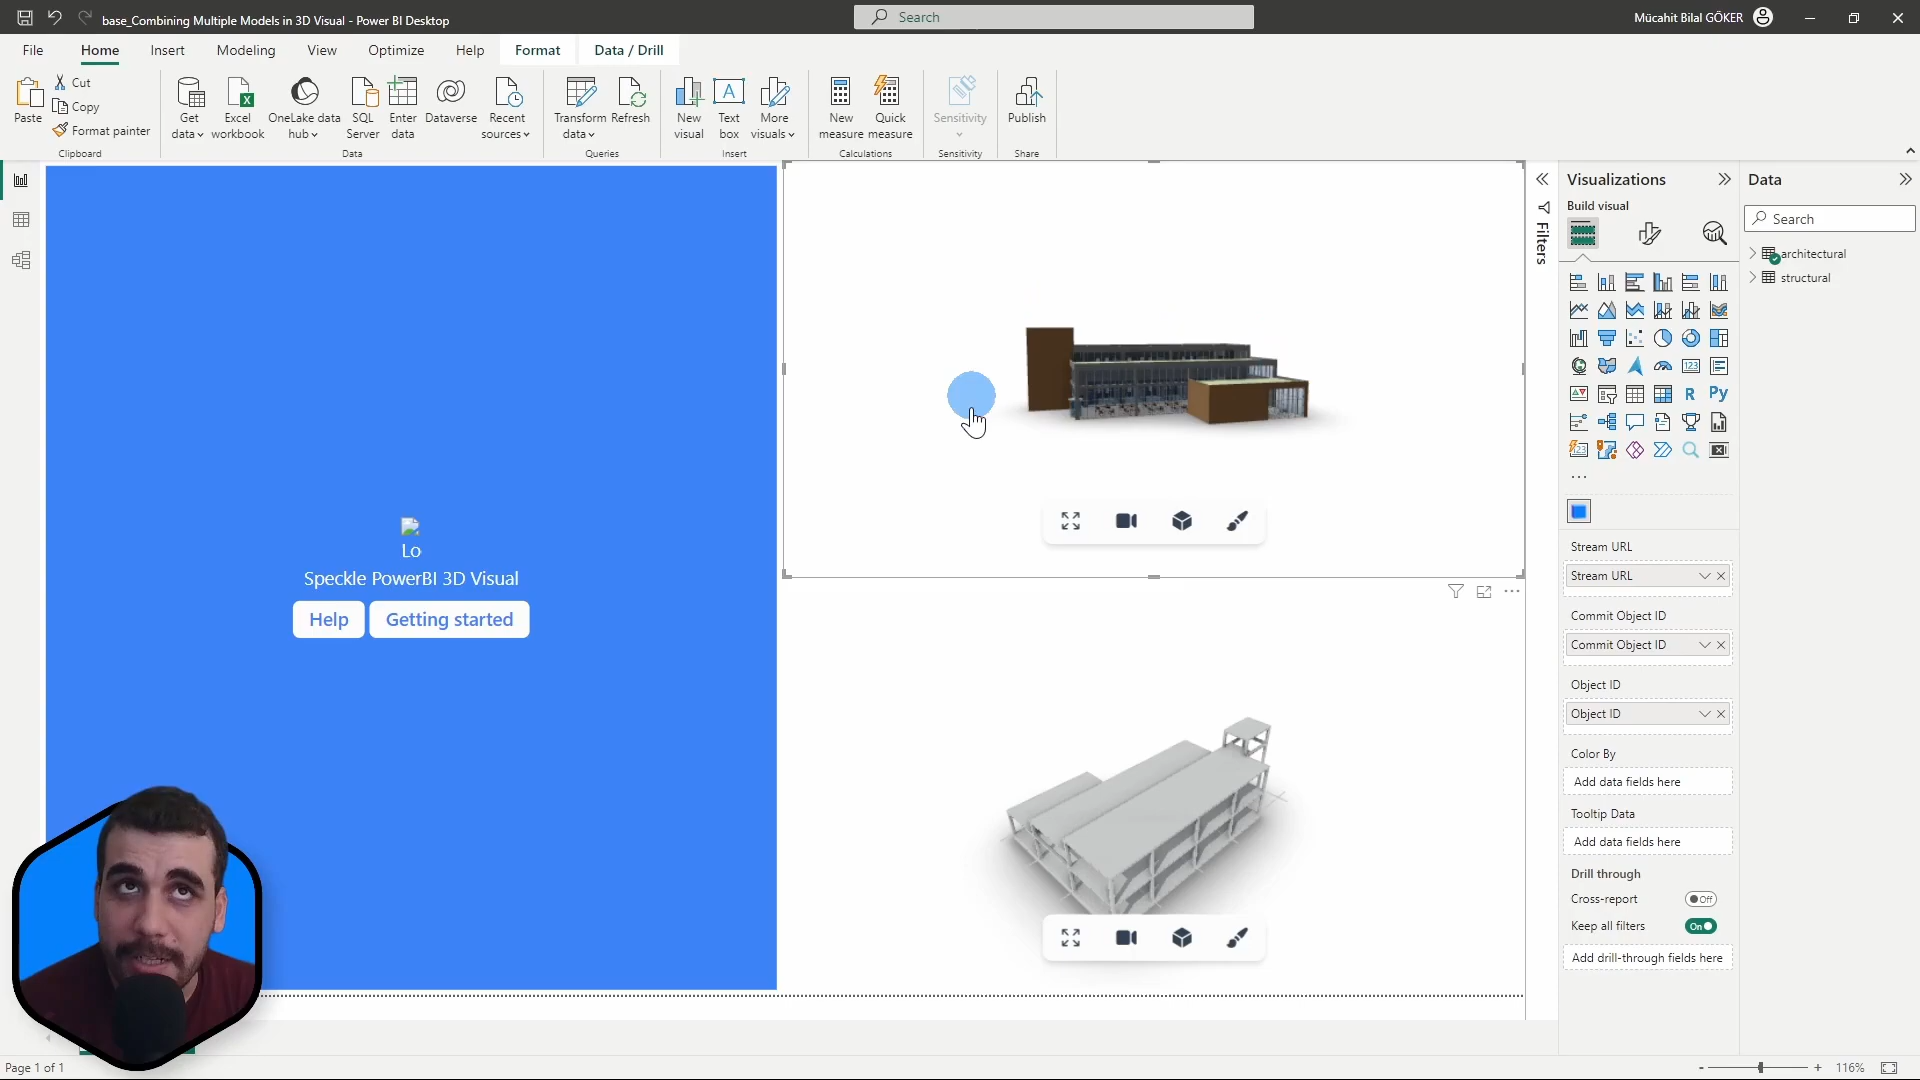 base_Combining Multiple Models in 3D Visual - Power BI Desktop
Search
Mücahit Bilal GÖKER
File
Home
Insert
Modeling
View
Optimize
Help
Format
Data / Drill
Paste
Cut
Copy
Format painter
Clipboard
Get data
Excel workbook
OneLake data hub
SQL Server
Enter data
Dataverse
Recent sources
Data
Transform data
Refresh
Queries
New visual
Text box
More visuals
Insert
New measure
Quick measure
Calculations
Sensitivity
Sensitivity
Publish
Share
Lo
Speckle PowerBI 3D Visual
Help
Getting started
Filters
Visualizations
Build visual
R
Py
123
123
Stream URL
Stream URL
Commit Object ID
Commit Object ID
Object ID
Object ID
Color By
Add data fields here
Tooltip Data
Add data fields here
Drill through
Cross-report
Off
Keep all filters
On
Add drill-through fields here
Data
Search
architectural
structural
Page 1 of 1
116%